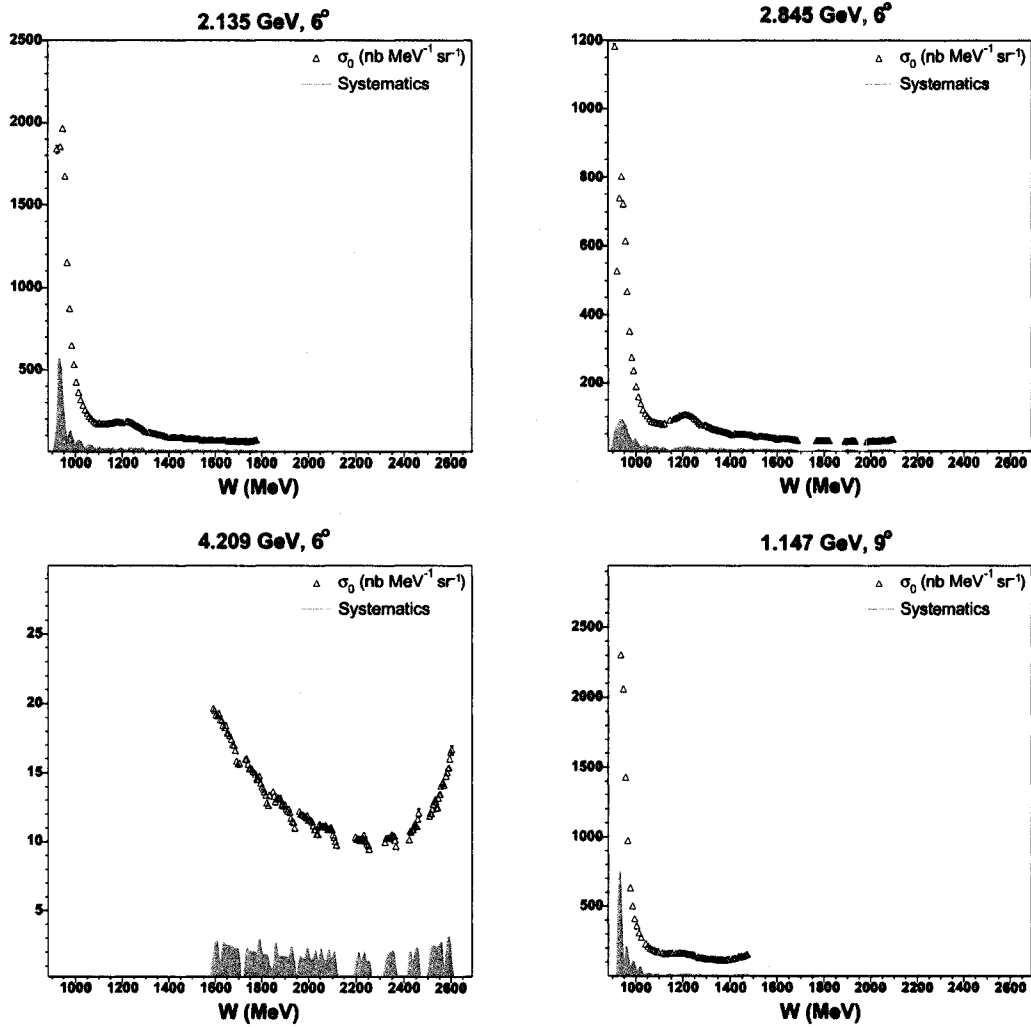 2.135 GeV, 6°
2500
2000
1500
1000
500
△ σ₀ (nb MeV⁻¹ sr⁻¹)
Systematics
1000 1200 1400 1600 1800 2000 2200 2400 2600
W (MeV)
2.845 GeV, 6°
1200
1000
800
600
400
200
△ σ₀ (nb MeV⁻¹ sr⁻¹)
Systematics
1000 1200 1400 1600 1800 2000 2200 2400 2600
W (MeV)
4.209 GeV, 6°
25
20
15
10
5
△ σ₀ (nb MeV⁻¹ sr⁻¹)
Systematics
1000 1200 1400 1600 1800 2000 2200 2400 2600
W (MeV)
1.147 GeV, 9°
2500
2000
1500
1000
500
△ σ₀ (nb MeV⁻¹ sr⁻¹)
Systematics
1000 1200 1400 1600 1800 2000 2200 2400 2600
W (MeV)